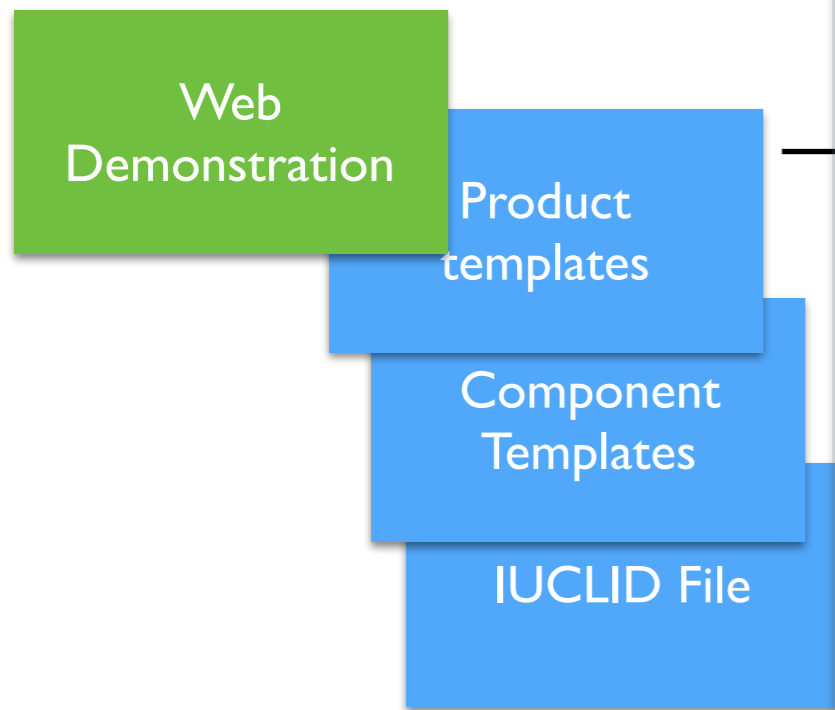 Web
Demonstration
Product
templates
Component
Templates
IUCLID File